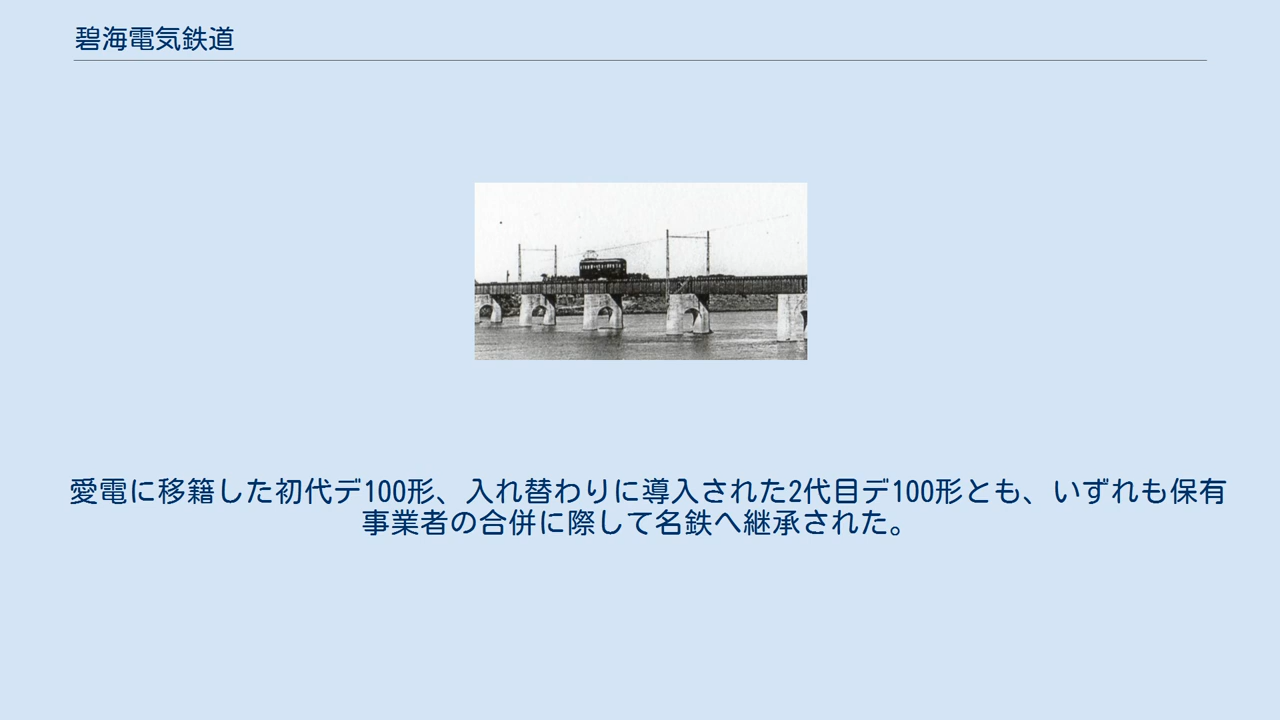 碧海電気鉄道
愛電に移籍した初代デ100形、入れ替わりに導入された2代目デ100形とも、いずれも保有
事業者の合併に際して名鉄へ継承された。